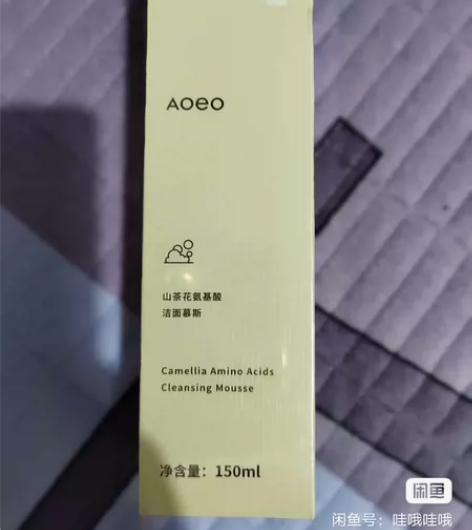 AOEO
山茶花氨基酸
洁面慕斯
Camellia Amino Acids
Cleansing Mousse
净含量：150ml
闲鱼
闲鱼号：哇哦哇哦